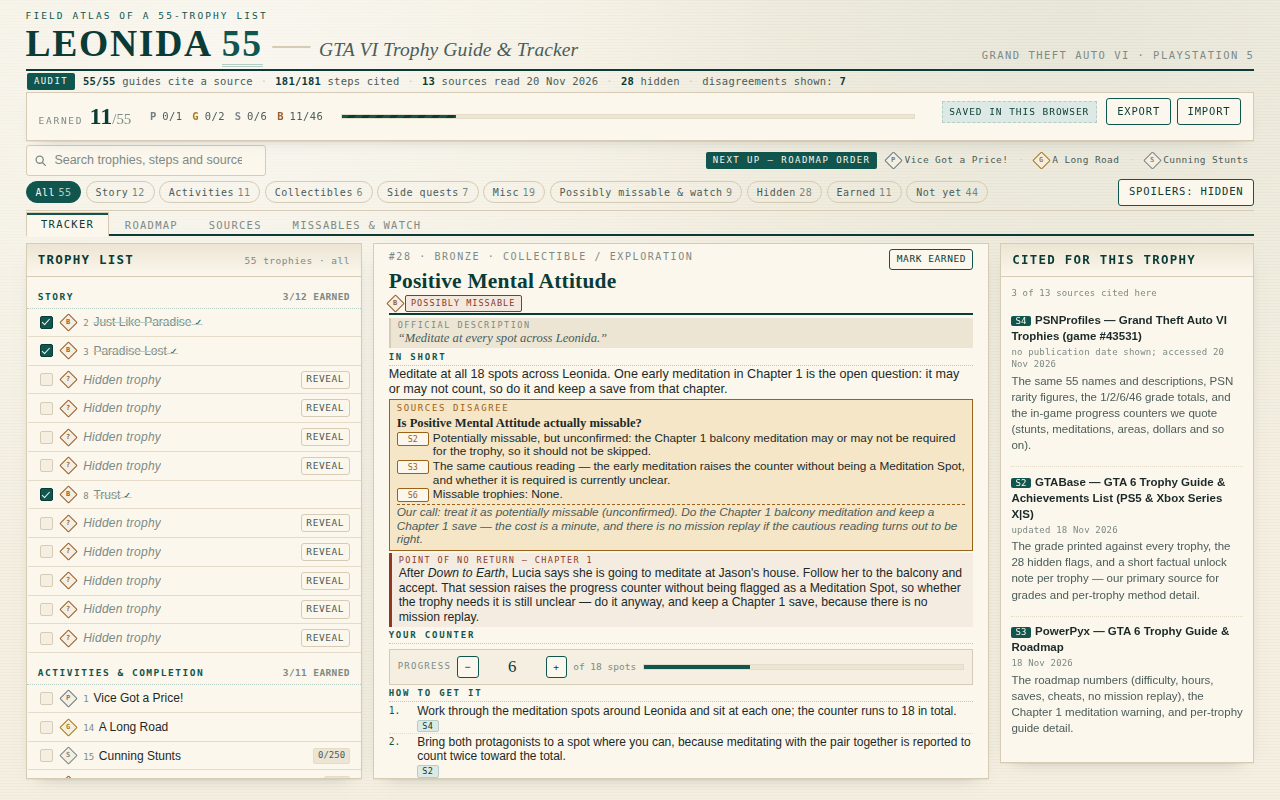 FIELD ATLAS OF A 55-TROPHY LIST
LEONIDA 55 — GTA VI Trophy Guide & Tracker
GRAND THEFT AUTO VI · PLAYSTATION 5
AUDIT 55/55 guides cite a source · 181/181 steps cited · 13 sources read 20 Nov 2026 · 28 hidden · disagreements shown: 7
EARNED 11/55 P 0/1 G 0/2 S 0/6 B 11/46
SAVED IN THIS BROWSER EXPORT IMPORT
Search trophies, steps and source
NEXT UP — ROADMAP ORDER P Vice Got a Price! · G A Long Road · S Cunning Stunts
All 55 Story 12 Activities 11 Collectibles 6 Side quests 7 Misc 19 Possibly missable & watch 9 Hidden 28 Earned 11 Not yet 44
SPOILERS: HIDDEN
TRACKER ROADMAP SOURCES MISSABLES & WATCH
TROPHY LIST 55 trophies · all
STORY 3/12 EARNED
B 2 Just Like Paradise ✓
B 3 Paradise Lost ✓
? Hidden trophy REVEAL
? Hidden trophy REVEAL
? Hidden trophy REVEAL
? Hidden trophy REVEAL
B 8 Trust ✓
? Hidden trophy REVEAL
? Hidden trophy REVEAL
? Hidden trophy REVEAL
? Hidden trophy REVEAL
? Hidden trophy REVEAL
ACTIVITIES & COMPLETION 3/11 EARNED
P 1 Vice Got a Price!
G 14 A Long Road
S 15 Cunning Stunts 0/250
#28 · BRONZE · COLLECTIBLE / EXPLORATION
MARK EARNED
Positive Mental Attitude
B POSSIBLY MISSABLE
OFFICIAL DESCRIPTION
“Meditate at every spot across Leonida.”
IN SHORT
Meditate at all 18 spots across Leonida. One early meditation in Chapter 1 is the open question: it may
or may not count, so do it and keep a save from that chapter.
SOURCES DISAGREE
Is Positive Mental Attitude actually missable?
S2 Potentially missable, but unconfirmed: the Chapter 1 balcony meditation may or may not be required
for the trophy, so it should not be skipped.
S3 The same cautious reading — the early meditation raises the counter without being a Meditation Spot,
and whether it is required is currently unclear.
S6 Missable trophies: None.
Our call: treat it as potentially missable (unconfirmed). Do the Chapter 1 balcony meditation and keep a
Chapter 1 save — the cost is a minute, and there is no mission replay if the cautious reading turns out to be
right.
POINT OF NO RETURN — CHAPTER 1
After Down to Earth, Lucia says she is going to meditate at Jason's house. Follow her to the balcony and
accept. That session raises the progress counter without being flagged as a Meditation Spot, so whether
the trophy needs it is still unclear — do it anyway, and keep a Chapter 1 save, because there is no
mission replay.
YOUR COUNTER
PROGRESS − 6 + of 18 spots
HOW TO GET IT
1. Work through the meditation spots around Leonida and sit at each one; the counter runs to 18 in total.
S4
2. Bring both protagonists to a spot where you can, because meditating with the pair together is reported to
count twice toward the total.
S2
CITED FOR THIS TROPHY
3 of 13 sources cited here
S4 PSNProfiles — Grand Theft Auto VI
Trophies (game #43531)
no publication date shown; accessed 20
Nov 2026
The same 55 names and descriptions, PSN
rarity figures, the 1/2/6/46 grade totals, and
the in-game progress counters we quote
(stunts, meditations, areas, dollars and so
on).
S2 GTABase — GTA 6 Trophy Guide &
Achievements List (PS5 & Xbox Series
X|S)
updated 18 Nov 2026
The grade printed against every trophy, the
28 hidden flags, and a short factual unlock
note per trophy — our primary source for
grades and per-trophy method detail.
S3 PowerPyx — GTA 6 Trophy Guide &
Roadmap
18 Nov 2026
The roadmap numbers (difficulty, hours,
saves, cheats, no mission replay), the
Chapter 1 meditation warning, and per-trophy
guide detail.